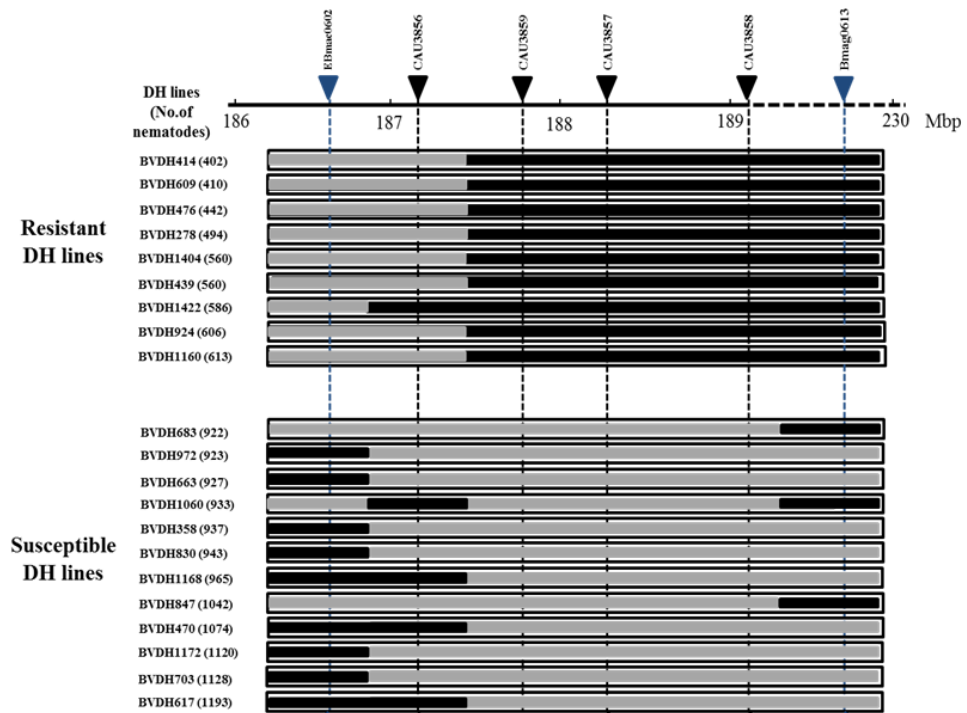 EBmac0602
CAU3856
CAU3859
CAU3857
CAU3858
Bmag0613
DH lines
(No.of
nematodes)
186 187 188 189 230 Mbp
Resistant
DH lines
BVDH414 (402)
BVDH609 (410)
BVDH476 (442)
BVDH278 (494)
BVDH1404 (560)
BVDH439 (560)
BVDH1422 (586)
BVDH924 (606)
BVDH1160 (613)
Susceptible
DH lines
BVDH683 (922)
BVDH972 (923)
BVDH663 (927)
BVDH1060 (933)
BVDH358 (937)
BVDH830 (943)
BVDH1168 (965)
BVDH847 (1042)
BVDH470 (1074)
BVDH1172 (1120)
BVDH703 (1128)
BVDH617 (1193)